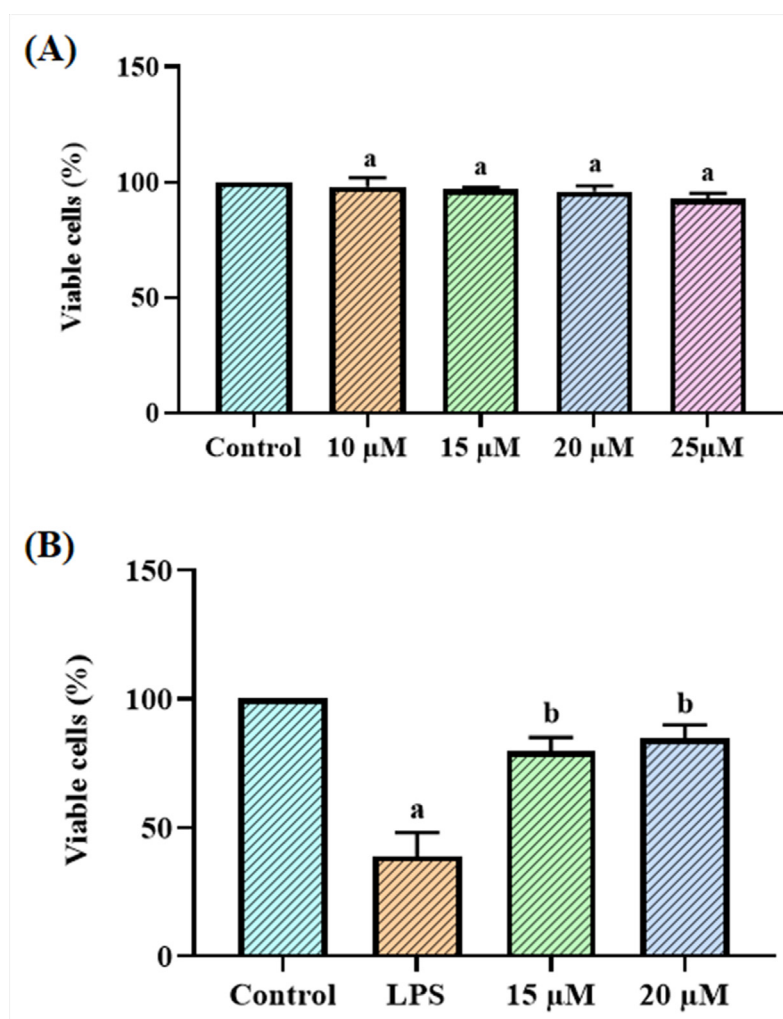 (A)
Viable cells (%)
150
100
50
0
a a a a
Control 10 μM 15 μM 20 μM 25μM
(B)
Viable cells (%)
150
100
50
0
a b b
Control LPS 15 μM 20 μM